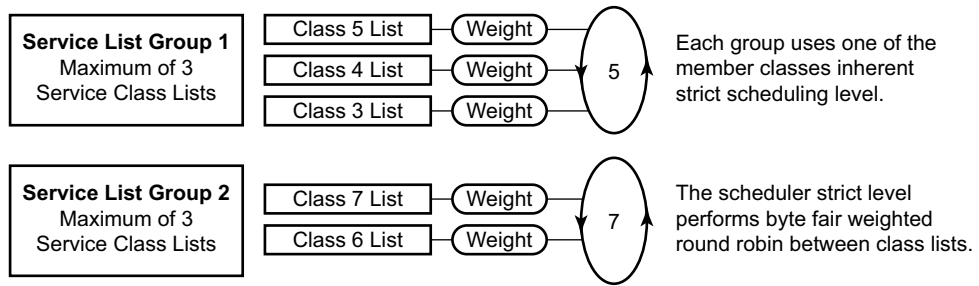 Service List Group 1
Maximum of 3
Service Class Lists
Class 5 List
Weight
Class 4 List
Weight
Class 3 List
Weight
5
Each group uses one of the
member classes inherent
strict scheduling level.
Service List Group 2
Maximum of 3
Service Class Lists
Class 7 List
Weight
Class 6 List
Weight
7
The scheduler strict level
performs byte fair weighted
round robin between class lists.